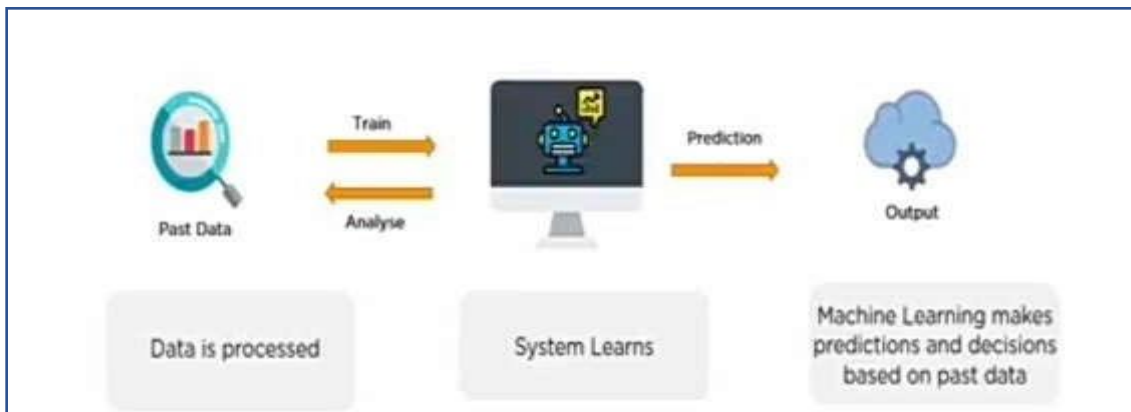 Train
Prediction
Past Data
Analyse
Output
Data is processed
System Learns
Machine Learning makes
predictions and decisions
based on past data